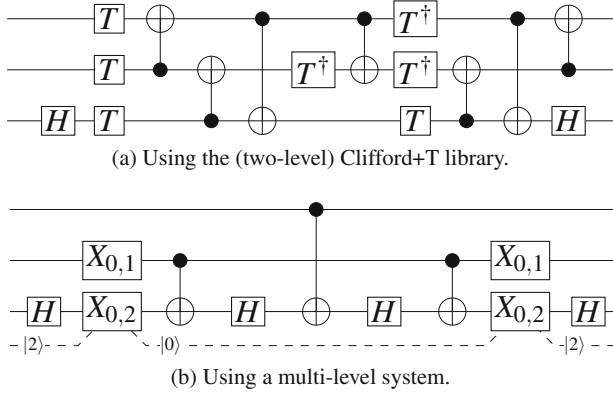 T T†
T T† T†
H T T H
(a) Using the (two-level) Clifford+T library.
X0,1 X0,1
H X0,2 H H X0,2 H
|2⟩ |0⟩ |2⟩
(b) Using a multi-level system.